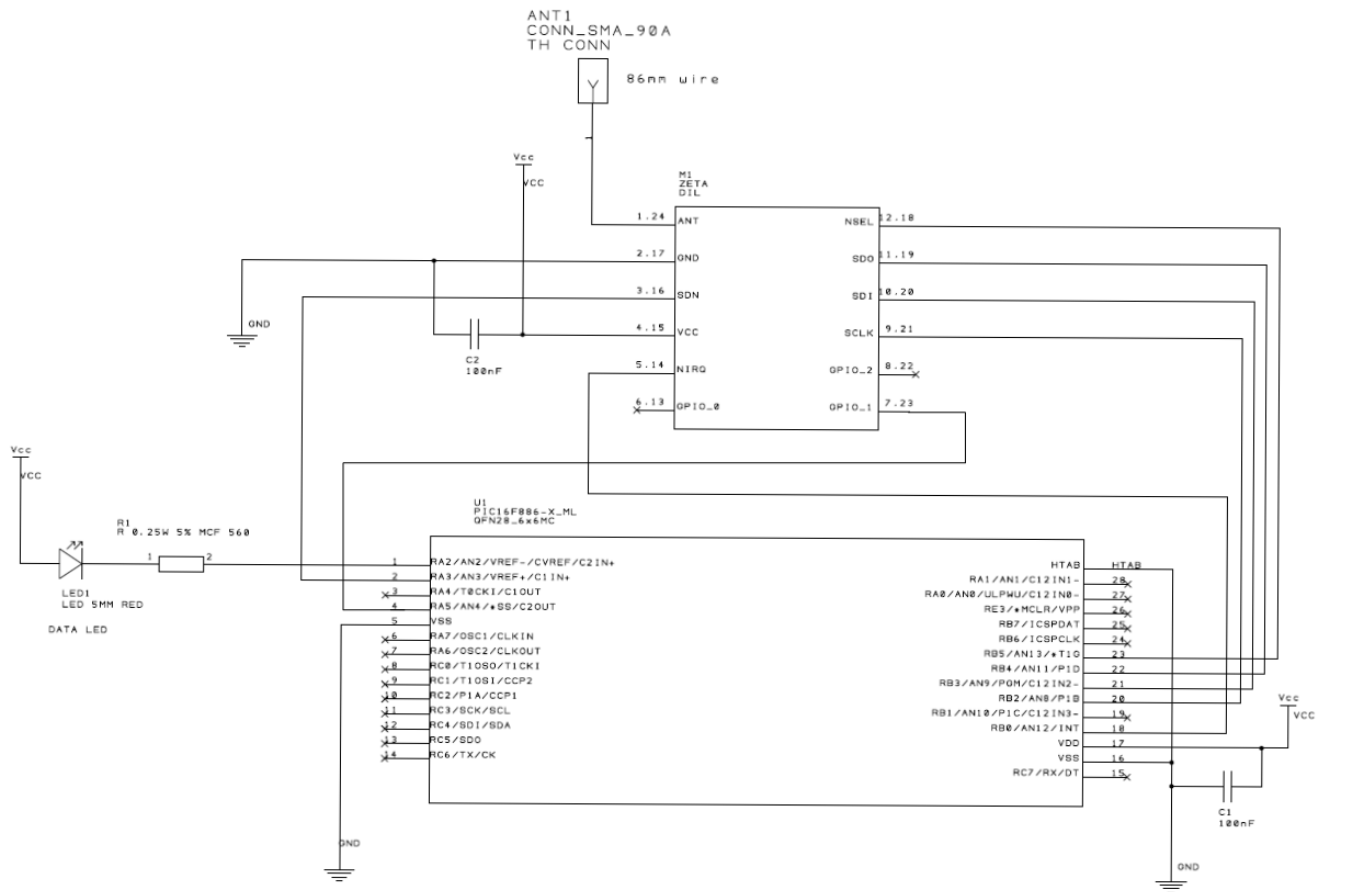 ANT1
CONN_SMA_90A
TH CONN
86mm wire
1
Vcc
VCC
M1
ZETA
DIL
1.24 ANT
NSEL 12.18
2.17 GND
SDO 11.19
3.16 SDN
SDI 10.20
4.15 VCC
SCLK 9.21
5.14 NIRQ
GPIO_2 8.22
6.13 GPIO_0
GPIO_1 7.23
GND
C2
100nF
Vcc
VCC
R1
R 0.25W 5% MCF 560
1 2
LED1
LED 5MM RED
DATA LED
U1
PIC16F886-X_ML
QFN28_6x6MC
1 RA2/AN2/VREF-/CVREF/C2IN+
2 RA3/AN3/VREF+/C1IN+
3 RA4/T0CKI/C1OUT
4 RA5/AN4/*SS/C2OUT
5 VSS
6 RA7/OSC1/CLKIN
7 RA6/OSC2/CLKOUT
8 RC0/T1OSO/T1CKI
9 RC1/T1OSI/CCP2
10 RC2/P1A/CCP1
11 RC3/SCK/SCL
12 RC4/SDI/SDA
13 RC5/SDO
14 RC6/TX/CK
HTAB HTAB
RA1/AN1/C12IN1- 28
RA0/AN0/ULPWU/C12IN0- 27
RE3/*MCLR/VPP 26
RB7/ICSPDAT 25
RB6/ICSPCLK 24
RB5/AN13/*T1G 23
RB4/AN11/P1D 22
RB3/AN9/PGM/C12IN2- 21
RB2/AN8/P1B 20
RB1/AN10/P1C/C12IN3- 19
RB0/AN12/INT 18
VDD 17
VSS 16
RC7/RX/DT 15
Vcc
VCC
C1
100nF
GND
GND